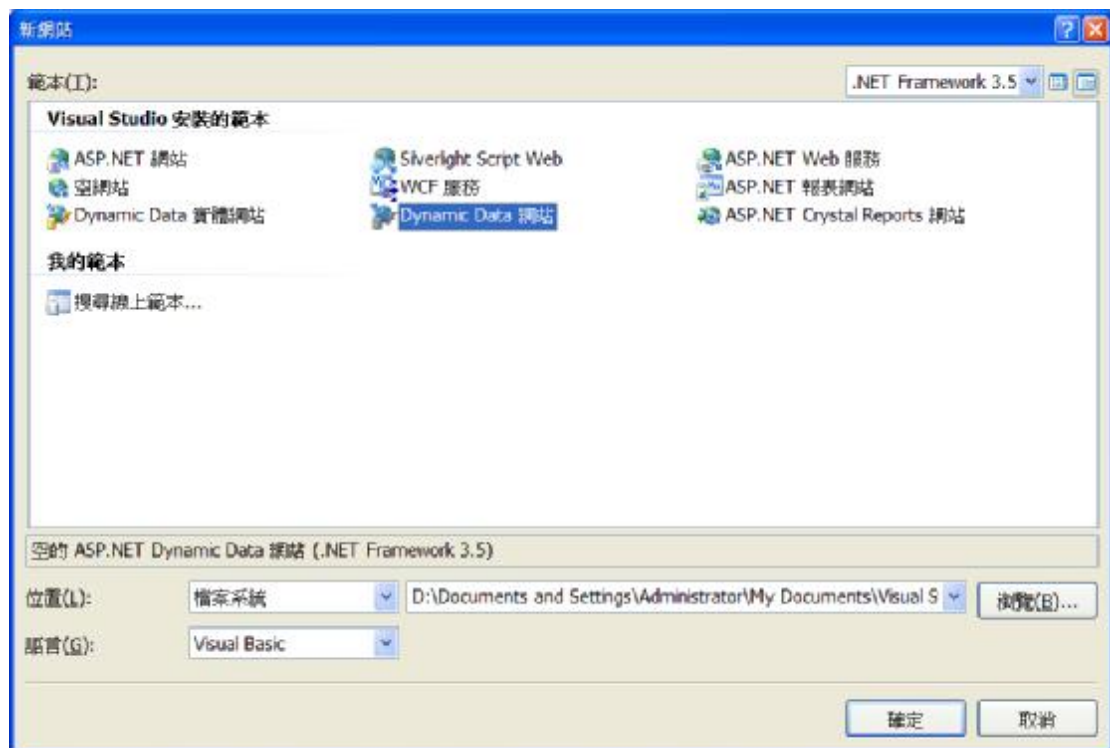 新網站
範本(T): .NET Framework 3.5
Visual Studio 安裝的範本
ASP.NET 網站 Silverlight Script Web ASP.NET Web 服務
空網站 WCF 服務 ASP.NET 報表網站
Dynamic Data 實體網站 Dynamic Data 網站 ASP.NET Crystal Reports 網站
我的範本
搜尋線上範本...
空的 ASP.NET Dynamic Data 網站 (.NET Framework 3.5)
位置(L): 檔案系統 D:\Documents and Settings\Administrator\My Documents\Visual S 瀏覽(B)...
語言(G): Visual Basic
確定 取消